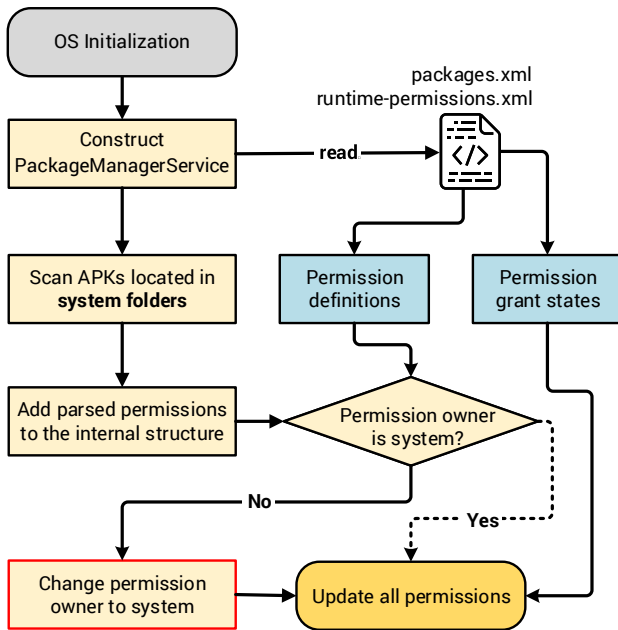 OS Initialization
packages.xml
runtime-permissions.xml
Construct
PackageManagerService
read
</>
Scan APKs located in
system folders
Permission
definitions
Permission
grant states
Add parsed permissions
to the internal structure
Permission owner
is system?
No
Yes
Change permission
owner to system
Update all permissions